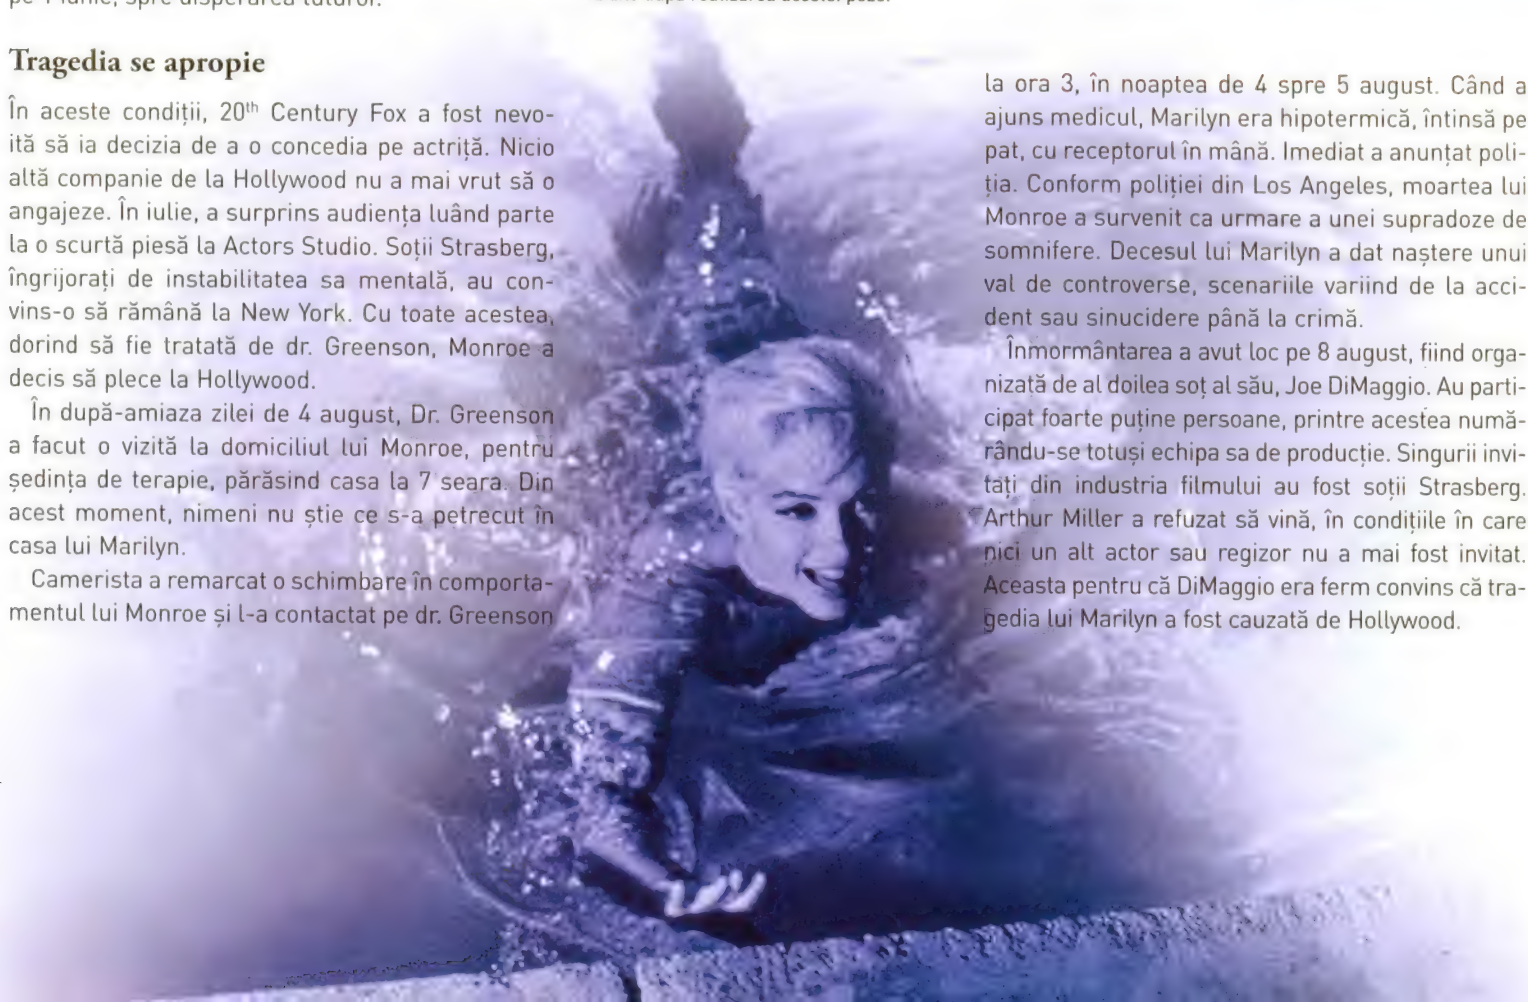 Tragedia se apropie
În aceste condiții, 20th Century Fox a fost nevo-
ită să ia decizia de a o concedia pe actriță. Nicio
altă companie de la Hollywood nu a mai vrut să o
angajeze. În iulie, a surprins audiența luând parte
la o scurtă piesă la Actors Studio. Soții Strasberg,
îngrijorați de instabilitatea sa mentală, au con-
vins-o să rămână la New York. Cu toate acestea,
dorind să fie tratată de dr. Greenson, Monroe a
decis să plece la Hollywood.
În după-amiaza zilei de 4 august, Dr. Greenson
a facut o vizită la domiciliul lui Monroe, pentru
ședința de terapie, părăsind casa la 7 seara. Din
acest moment, nimeni nu știe ce s-a petrecut în
casa lui Marilyn.
Camerista a remarcat o schimbare în comporta-
mentul lui Monroe și l-a contactat pe dr. Greenson
la ora 3, în noaptea de 4 spre 5 august. Când a
ajuns medicul, Marilyn era hipotermică, întinsă pe
pat, cu receptorul în mână. Imediat a anunțat poli-
ția. Conform poliției din Los Angeles, moartea lui
Monroe a survenit ca urmare a unei supradoze de
somnifere. Decesul lui Marilyn a dat naștere unui
val de controverse, scenariile variind de la acci-
dent sau sinucidere până la crimă.
Înmormântarea a avut loc pe 8 august, fiind orga-
nizată de al doilea soț al său, Joe DiMaggio. Au parti-
cipat foarte puține persoane, printre acestea numă-
rându-se totuși echipa sa de producție. Singurii invi-
tați din industria filmului au fost soții Strasberg.
Arthur Miller a refuzat să vină, în condițiile în care
nici un alt actor sau regizor nu a mai fost invitat.
Aceasta pentru că DiMaggio era ferm convins că tra-
gedia lui Marilyn a fost cauzată de Hollywood.